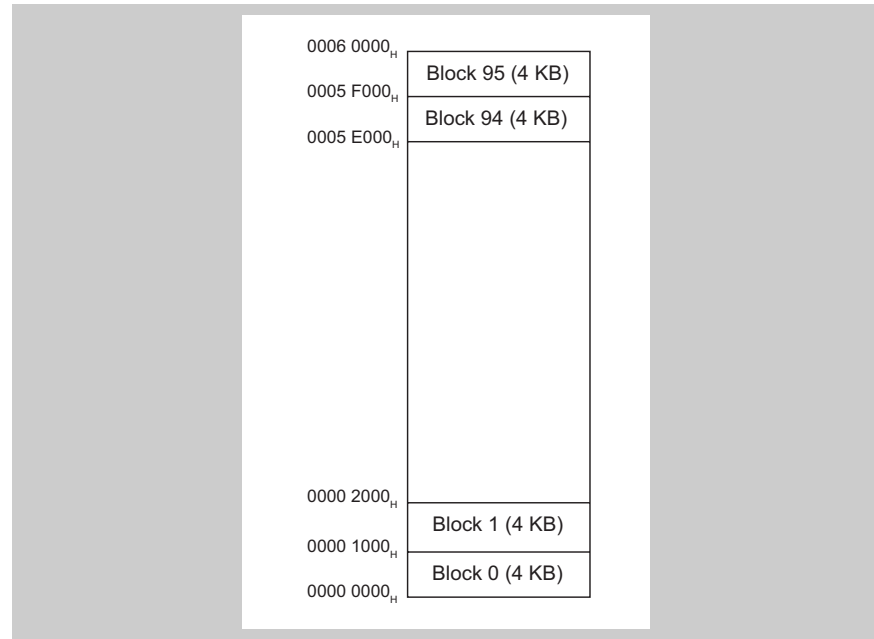 0006 0000H
Block 95 (4 KB)
0005 F000H
Block 94 (4 KB)
0005 E000H
0000 2000H
Block 1 (4 KB)
0000 1000H
Block 0 (4 KB)
0000 0000H